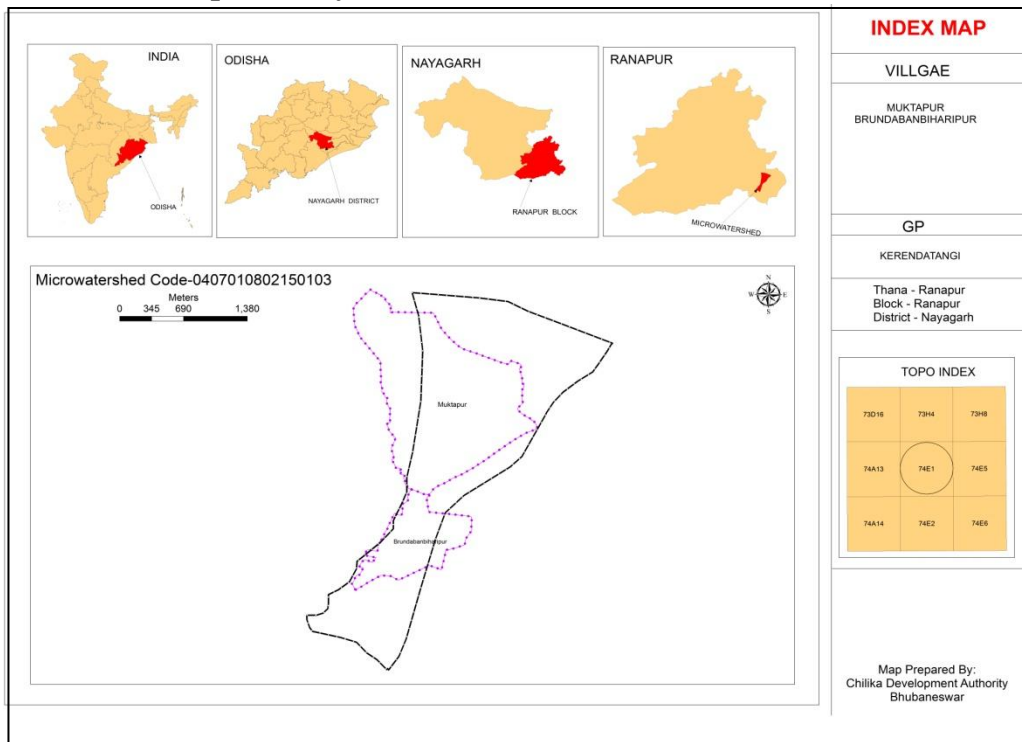 INDIA
ODISHA
ODISHA
NAYAGARH DISTRICT
NAYAGARH
RANAPUR BLOCK
RANAPUR
MICROWATERSHED
Microwatershed Code-0407010802150103
Meters
0 345 690 1,380
N
W E
S
Muktapur
Brundabanbiharipur
INDEX MAP
VILLGAE
MUKTAPUR
BRUNDABANBIHARIPUR
GP
KERENDATANGI
Thana - Ranapur
Block - Ranapur
District - Nayagarh
TOPO INDEX
73D16 73H4 73H8
74A13 74E1 74E5
74A14 74E2 74E6
Map Prepared By:
Chilika Development Authority
Bhubaneswar